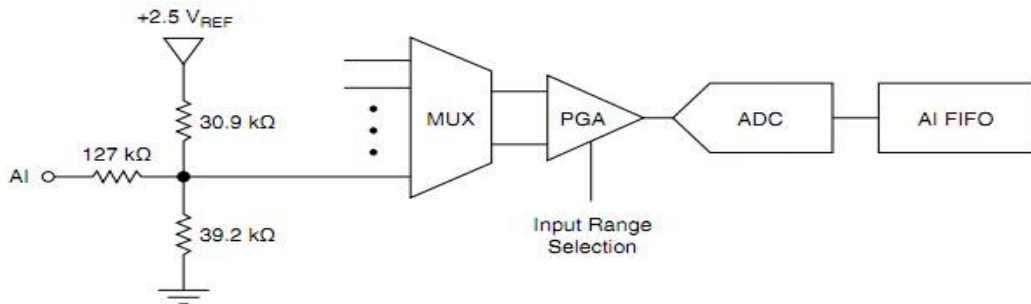 +2.5 V_REF
30.9 kΩ
127 kΩ
AI
39.2 kΩ
MUX
PGA
ADC
AI FIFO
Input Range
Selection